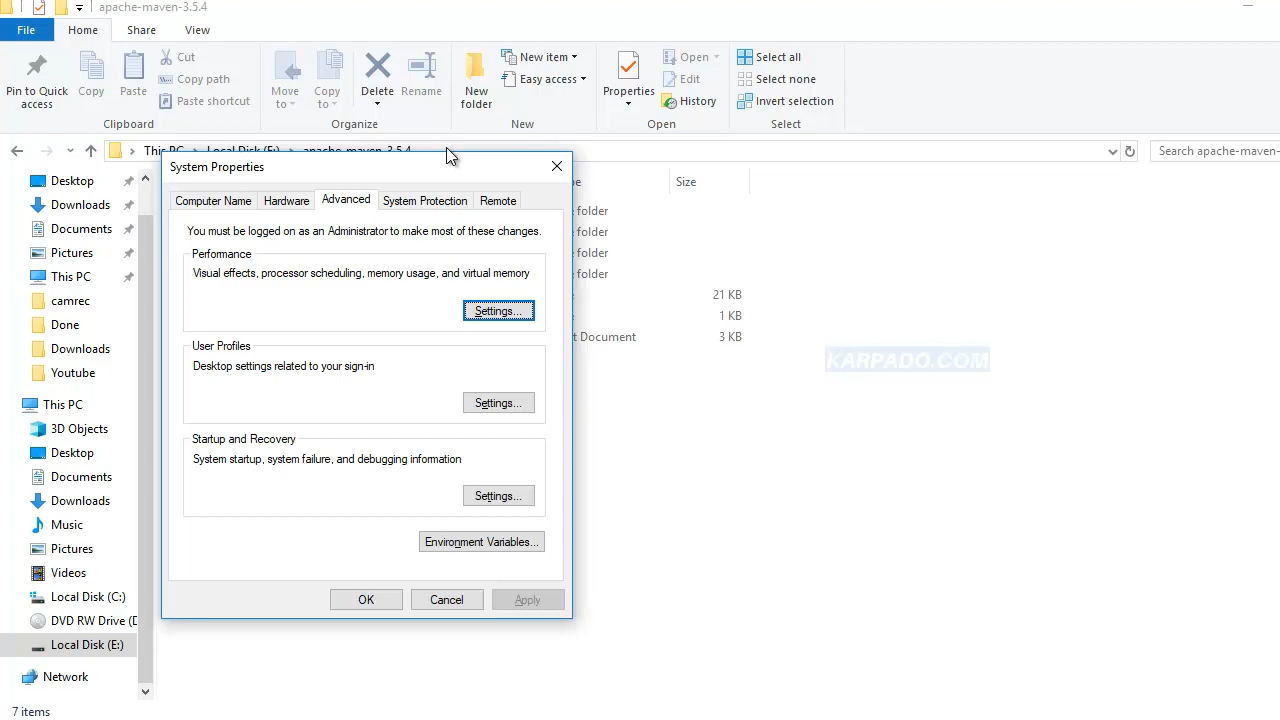 apache-maven-3.5.4
File Home Share View
Pin to Quick access
Copy
Paste
Cut
Copy path
Paste shortcut
Clipboard
Move to
Copy to
Delete
Rename
Organize
New folder
New item
Easy access
New
Properties
Open
Edit
History
Open
Select all
Select none
Invert selection
Select
This PC Local Disk (E:) apache-maven-3.5.4
Search apache-maven-
Desktop
Downloads
Documents
Pictures
This PC
camrec
Done
Downloads
Youtube
This PC
3D Objects
Desktop
Documents
Downloads
Music
Pictures
Videos
Local Disk (C:)
DVD RW Drive (D
Local Disk (E:)
Network
7 items
System Properties
Computer Name Hardware Advanced System Protection Remote
You must be logged on as an Administrator to make most of these changes.
Performance
Visual effects, processor scheduling, memory usage, and virtual memory
Settings...
User Profiles
Desktop settings related to your sign-in
Settings...
Startup and Recovery
System startup, system failure, and debugging information
Settings...
Environment Variables...
OK Cancel Apply
Size
folder
folder
folder
folder
21 KB
1 KB
Document 3 KB
KARPADO.COM